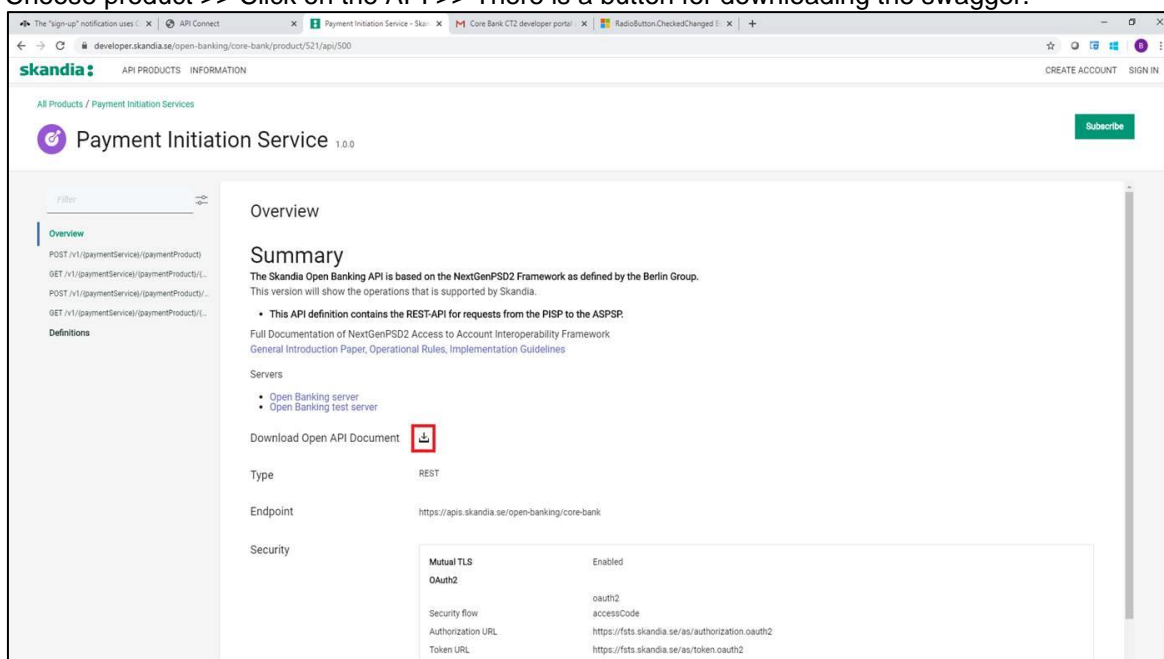 Choose product >> Click on the API >> There is a button for downloading the swagger.
The "sign-up" notification uses
API Connect
Payment Initiation Service - Skan
Core Bank CT2 developer portal
RadioButton.CheckedChanged E
developer.skandia.se/open-banking/core-bank/product/521/api/500
B
skandia:
API PRODUCTS INFORMATION
CREATE ACCOUNT SIGN IN
All Products / Payment Initiation Services
Payment Initiation Service 1.0.0
Subscribe
Filter
Overview
POST /v1/{paymentService}/{paymentProduct}
GET /v1/{paymentService}/{paymentProduct}/{...
POST /v1/{paymentService}/{paymentProduct}/...
GET /v1/{paymentService}/{paymentProduct}/{...
Definitions
Overview
Summary
The Skandia Open Banking API is based on the NextGenPSD2 Framework as defined by the Berlin Group.
This version will show the operations that is supported by Skandia.
• This API definition contains the REST-API for requests from the PISP to the ASPSP.
Full Documentation of NextGenPSD2 Access to Account Interoperability Framework
General Introduction Paper, Operational Rules, Implementation Guidelines
Servers
• Open Banking server
• Open Banking test server
Download Open API Document
Type REST
Endpoint https://apis.skandia.se/open-banking/core-bank
Security
Mutual TLS Enabled
OAuth2
oauth2
Security flow accessCode
Authorization URL https://fsts.skandia.se/as/authorization.oauth2
Token URL https://fsts.skandia.se/as/token.oauth2